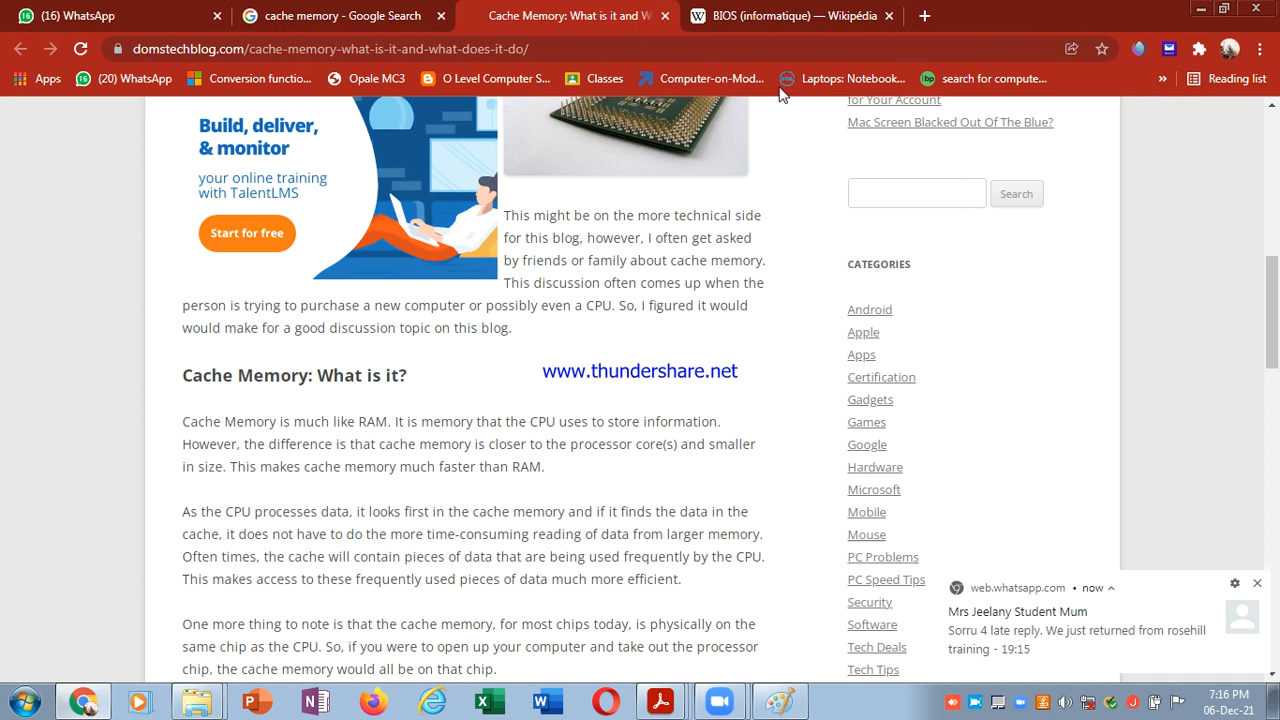 (16) WhatsApp
cache memory - Google Search
Cache Memory: What is it and W
BIOS (informatique) — Wikipédia
domstechblog.com/cache-memory-what-is-it-and-what-does-it-do/
Apps
(20) WhatsApp
Conversion functio...
Opale MC3
O Level Computer S...
Classes
Computer-on-Mod...
Laptops: Notebook...
search for compute...
»
Reading list
Build, deliver,
& monitor
your online training
with TalentLMS
Start for free
This might be on the more technical side
for this blog, however, I often get asked
by friends or family about cache memory.
This discussion often comes up when the
person is trying to purchase a new computer or possibly even a CPU. So, I figured it would
would make for a good discussion topic on this blog.
Cache Memory: What is it?
www.thundershare.net
Cache Memory is much like RAM. It is memory that the CPU uses to store information.
However, the difference is that cache memory is closer to the processor core(s) and smaller
in size. This makes cache memory much faster than RAM.
As the CPU processes data, it looks first in the cache memory and if it finds the data in the
cache, it does not have to do the more time-consuming reading of data from larger memory.
Often times, the cache will contain pieces of data that are being used frequently by the CPU.
This makes access to these frequently used pieces of data much more efficient.
One more thing to note is that the cache memory, for most chips today, is physically on the
same chip as the CPU. So, if you were to open up your computer and take out the processor
chip, the cache memory would all be on that chip.
for Your Account
Mac Screen Blacked Out Of The Blue?
Search
CATEGORIES
Android
Apple
Apps
Certification
Gadgets
Games
Google
Hardware
Microsoft
Mobile
Mouse
PC Problems
PC Speed Tips
Security
Software
Tech Deals
Tech Tips
web.whatsapp.com • now
Mrs Jeelany Student Mum
Sorru 4 late reply. We just returned from rosehill
training - 19:15
7:16 PM
06-Dec-21